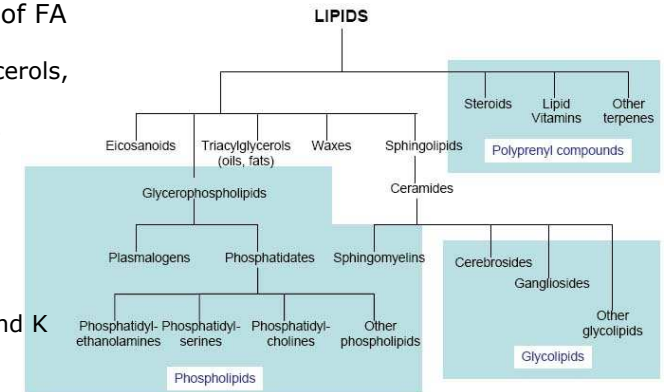 of FA
cerols,
nd K
LIPIDS
Steroids
Lipid
Vitamins
Other
terpenes
Polyprenyl compounds
Eicosanoids
Triacylglycerols
(oils, fats)
Waxes
Sphingolipids
Glycerophospholipids
Ceramides
Plasmalogens
Phosphatidates
Sphingomyelins
Cerebrosides
Gangliosides
Other
glycolipids
Glycolipids
Phosphatidyl-
ethanolamines
Phosphatidyl-
serines
Phosphatidyl-
cholines
Other
phospholipids
Phospholipids